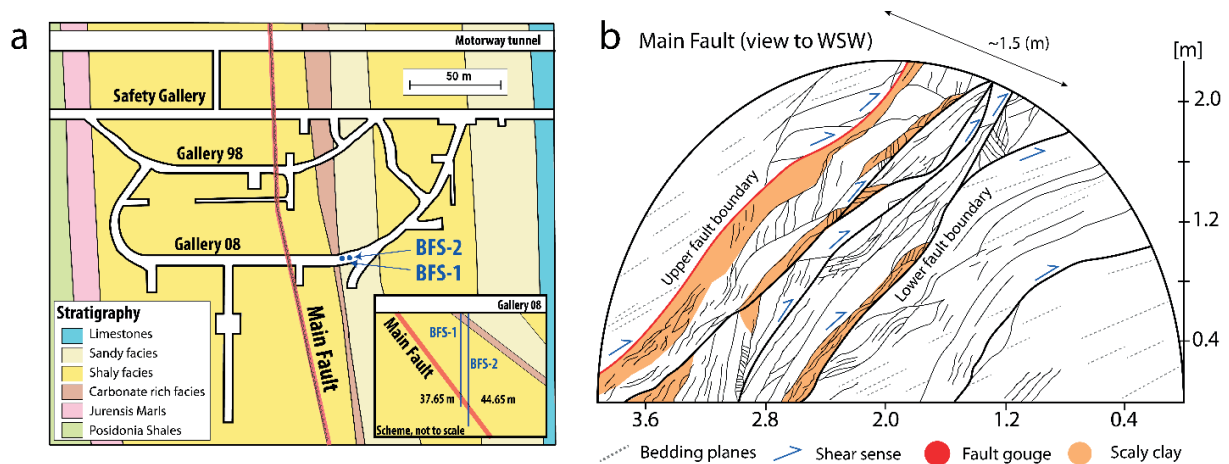 a
Motorway tunnel
50 m
Safety Gallery
Gallery 98
Gallery 08
BFS-2
BFS-1
Main Fault
Stratigraphy
Limestones
Sandy facies
Shaly facies
Carbonate rich facies
Jurensis Marls
Posidonia Shales
Gallery 08
Main Fault
BFS-1
BFS-2
37.65 m
44.65 m
Scheme, not to scale
b
Main Fault (view to WSW)
~1.5 (m)
[m]
2.0
1.2
0.4
Upper fault boundary
Lower fault boundary
3.6 2.8 2.0 1.2 0.4
Bedding planes Shear sense Fault gouge Scaly clay